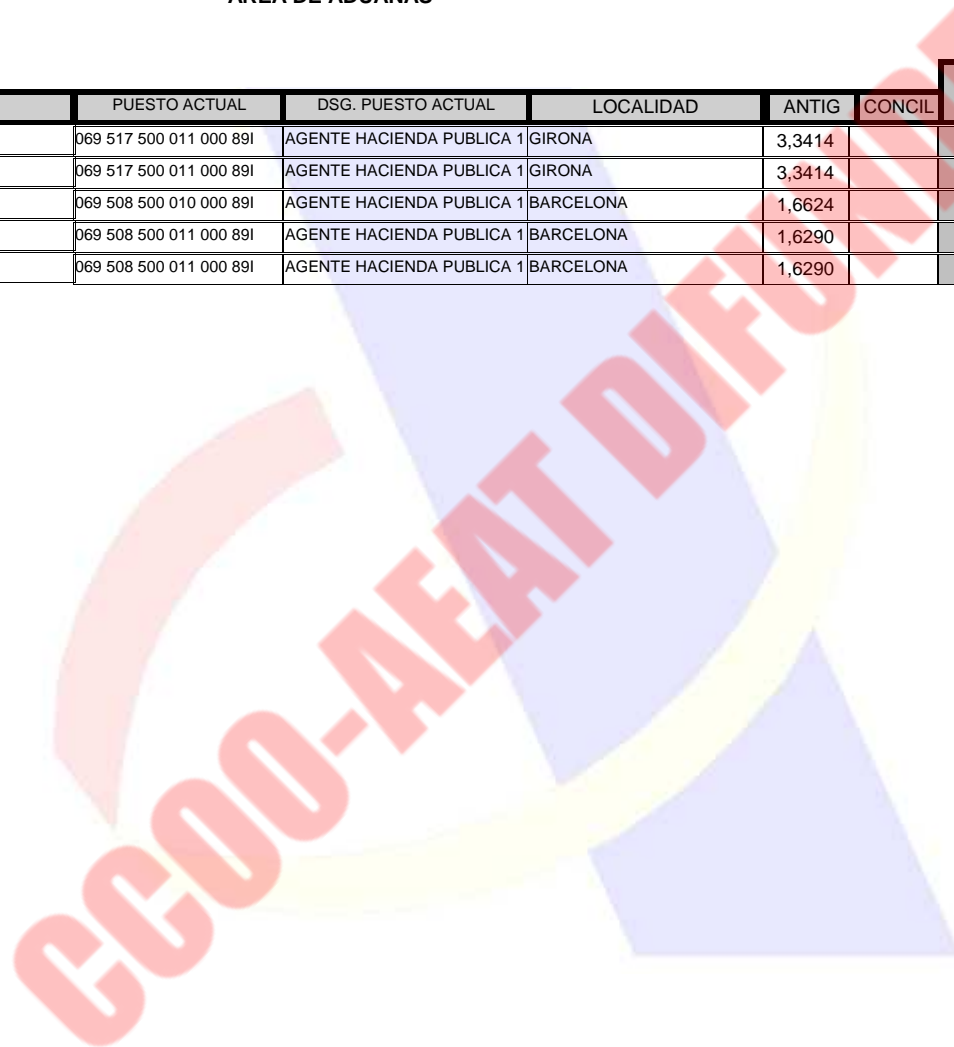 ÁREA DE ADUANAS
PUESTO ACTUAL DSG. PUESTO ACTUAL LOCALIDAD ANTIG CONCIL
069 517 500 011 000 89I AGENTE HACIENDA PUBLICA 1 GIRONA 3,3414
069 517 500 011 000 89I AGENTE HACIENDA PUBLICA 1 GIRONA 3,3414
069 508 500 010 000 89I AGENTE HACIENDA PUBLICA 1 BARCELONA 1,6624
069 508 500 011 000 89I AGENTE HACIENDA PUBLICA 1 BARCELONA 1,6290
069 508 500 011 000 89I AGENTE HACIENDA PUBLICA 1 BARCELONA 1,6290
CCOO-AEAT